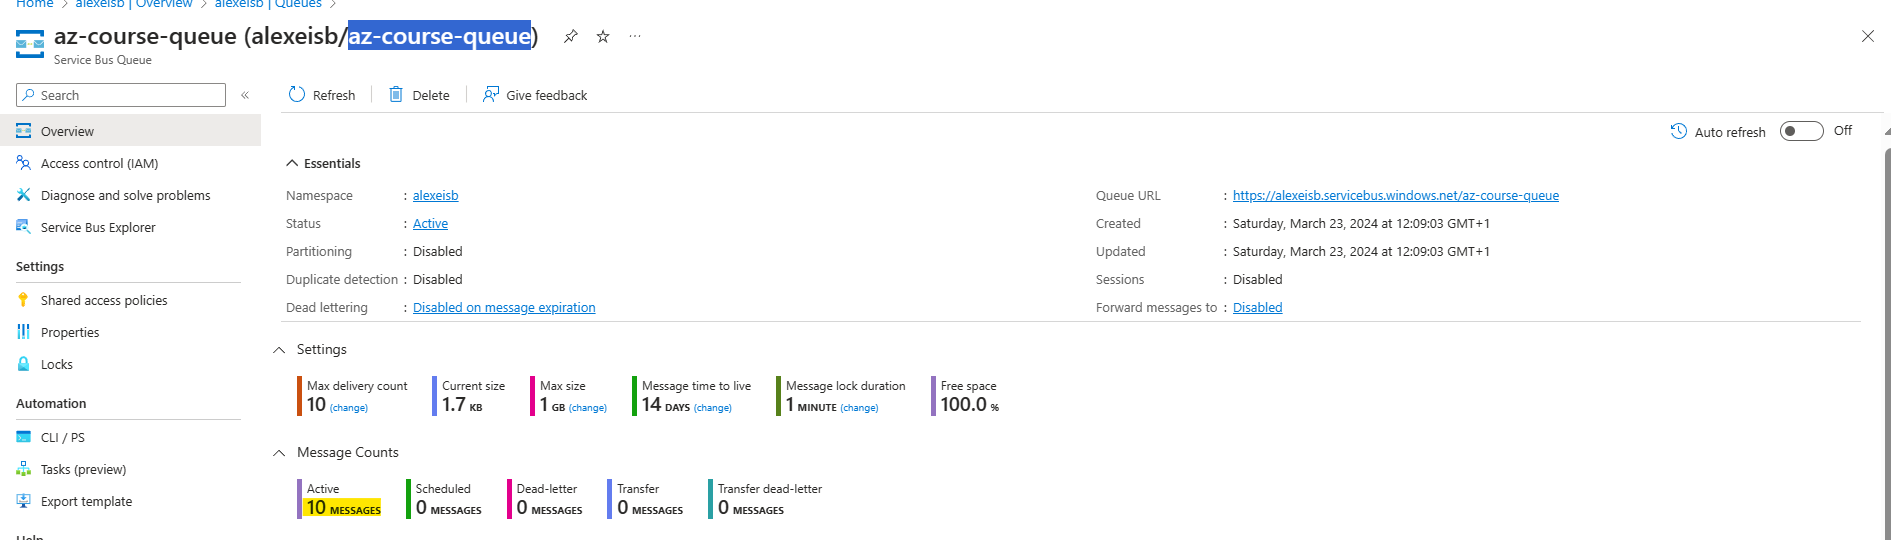 Home > alexeisb | Overview > alexeisb | Queues >
az-course-queue (alexeisb/az-course-queue) ...
Service Bus Queue
Search «
Refresh Delete Give feedback
Overview
Access control (IAM)
Diagnose and solve problems
Service Bus Explorer
Settings
Shared access policies
Properties
Locks
Automation
CLI / PS
Tasks (preview)
Export template
Help
Auto refresh Off
Essentials
Namespace : alexeisb
Status : Active
Partitioning : Disabled
Duplicate detection : Disabled
Dead lettering : Disabled on message expiration
Queue URL : https://alexeisb.servicebus.windows.net/az-course-queue
Created : Saturday, March 23, 2024 at 12:09:03 GMT+1
Updated : Saturday, March 23, 2024 at 12:09:03 GMT+1
Sessions : Disabled
Forward messages to : Disabled
Settings
Max delivery count
10 (change)
Current size
1.7 KB
Max size
1 GB (change)
Message time to live
14 DAYS (change)
Message lock duration
1 MINUTE (change)
Free space
100.0 %
Message Counts
Active
10 MESSAGES
Scheduled
0 MESSAGES
Dead-letter
0 MESSAGES
Transfer
0 MESSAGES
Transfer dead-letter
0 MESSAGES